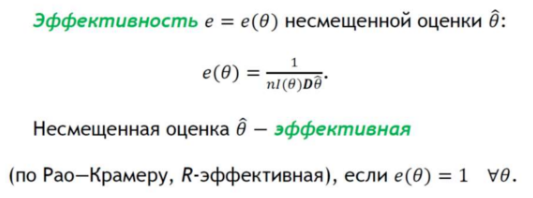 Эффективность e = e(θ) несмещенной оценки θ̂:
e(θ) = 1 / nI(θ)Dθ̂.
Несмещенная оценка θ̂ – эффективная
(по Рао–Крамеру, R-эффективная), если e(θ) = 1 ∀θ.